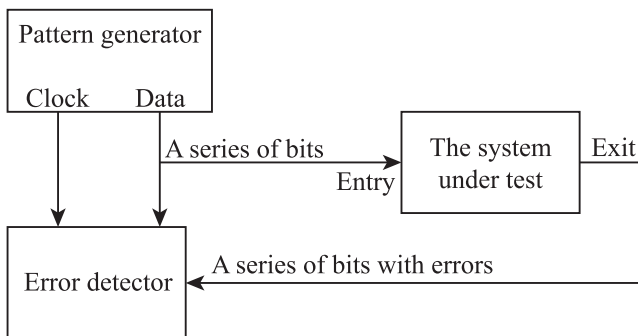 Pattern generator
Clock
Data
A series of bits
Entry
The system
under test
Exit
Error detector
A series of bits with errors